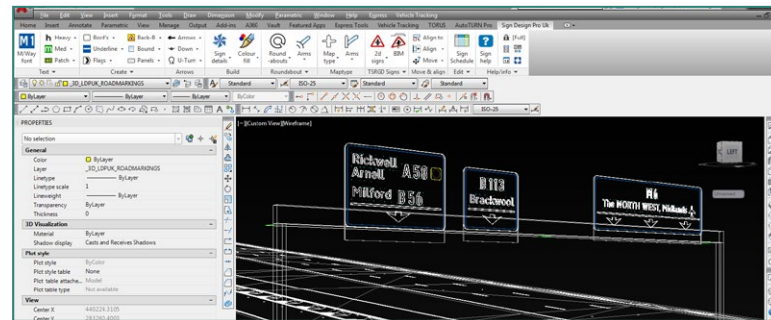 File Edit View Insert Format Tools Draw Dimension Modify Parametric Window Help Express Vehicle Tracking
Home Insert Annotate Parametric View Manage Output Add-ins A360 Vault Featured Apps Express Tools Vehicle Tracking TORUS AutoTURN Pro Sign Design Pro Uk
M1 Heavy BonFx Back-B Arrows Align to [Full]
Med Underline Bound Down Align
Patch Flags Panels U-Turn Move
M/Way font Sign details Colour fill Round -abouts Arms Map type Arms 2d signs BIM Sign Schedule Sign help
Text Create Arrows Build Roundabout Maptype TSRGD Signs Move & align Edit Help/info
_3D_LDPUK_ROADMARKINGS Standard ISO-25 Standard Standard
ByLayer ByLayer ByLayer ByColor
ISO-25
PROPERTIES
No selection
General
Color ByLayer
Layer _3D_LDPUK_ROADMARKINGS
Linetype ByLayer
Linetype scale 1
Lineweight ByLayer
Transparency ByLayer
Thickness 0
3D Visualization
Material ByLayer
Shadow display Casts and Receives Shadows
Plot style
Plot style ByColor
Plot style table None
Plot table attache... Model
Plot table type Not available
View
Center X 440224.3105
Center Y
[-][Custom View][Wireframe]
Rickwell
Arnell A58
Milford B56
B113
Brackwool
M6
The NORTH WEST, Midlands
LEFT
Unnamed